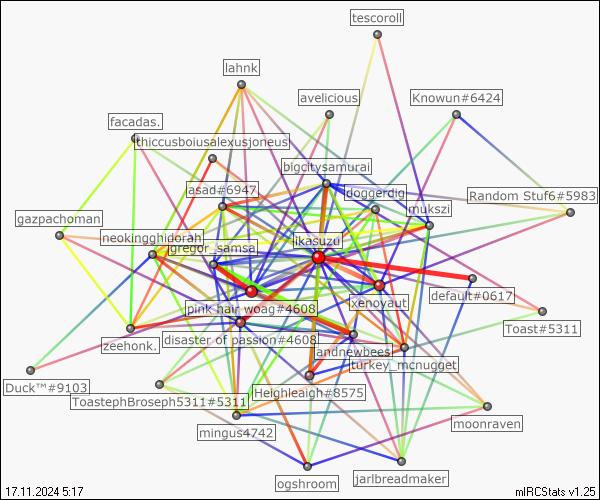 tescoroll
lahnk
avelicious
Knowun#6424
facadas.
thiccusboiusalexusjoneus
bigcitysamurai
asad#6947
doggerdig
Random Stuf6#5983
mukszi
gazpachoman
neokingghidorah
ikasuzu
gregor_samsa
default#0617
xenoyaut
pink hair woag#4608
Toast#5311
zeehonk.
disaster of passion#4608
andnewbees
turkey_mcnugget
Duck™#9103
Heighleaigh#8575
ToastephBroseph5311#5311
moonraven
mingus4742
ogshroom
jarlbreadmaker
17.11.2024 5:17
mIRCStats v1.25